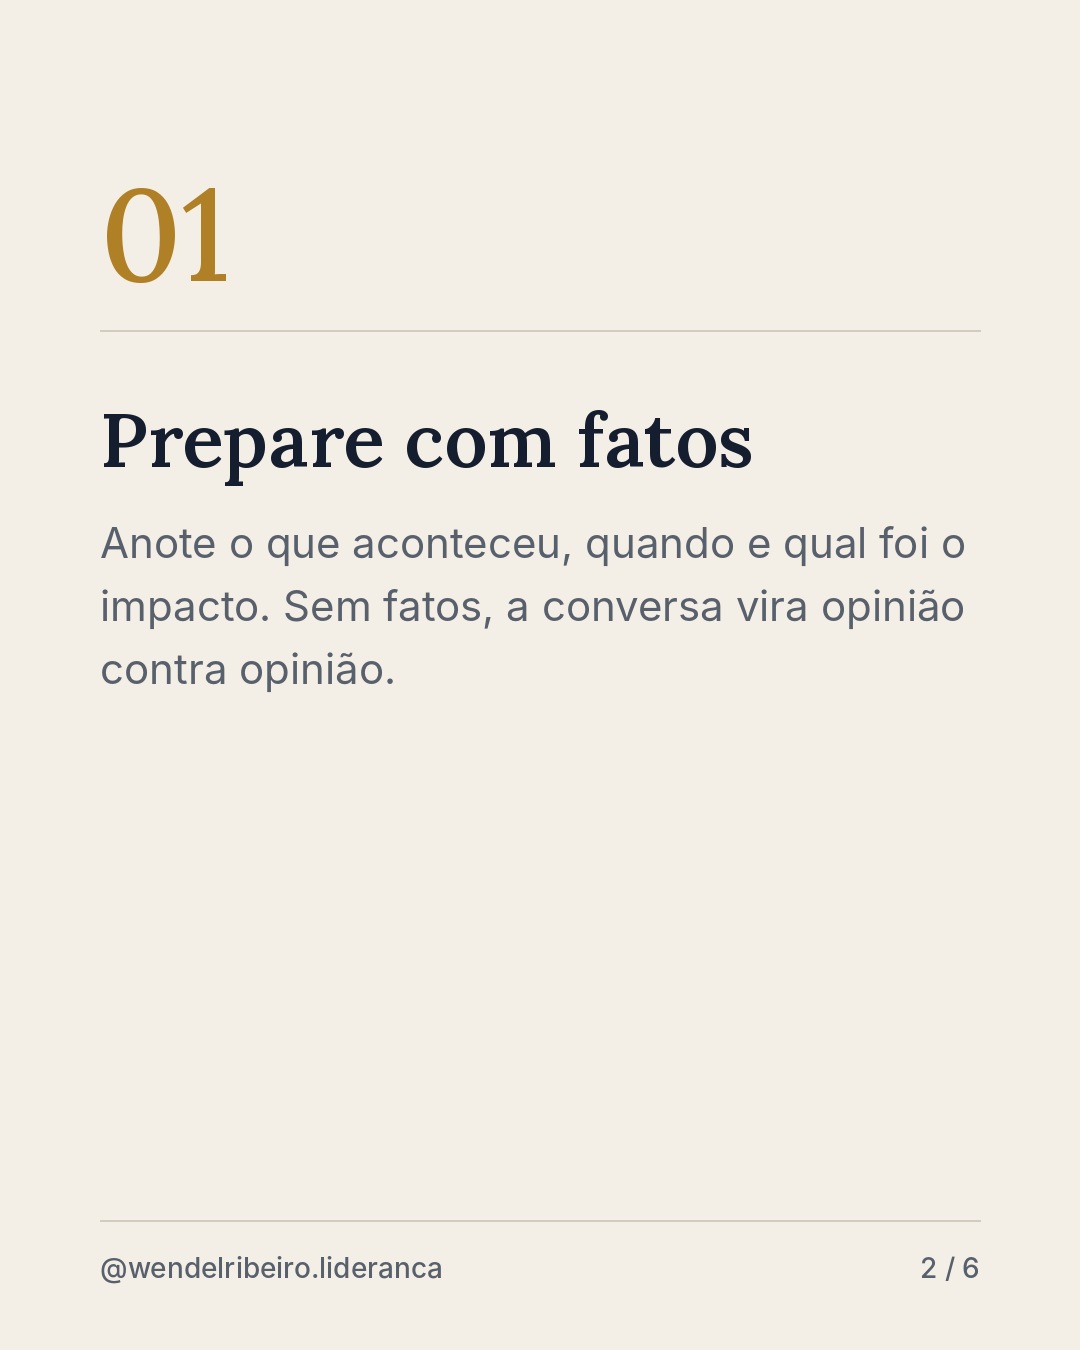 01
Prepare com fatos
Anote o que aconteceu, quando e qual foi o
impacto. Sem fatos, a conversa vira opinião
contra opinião.
@wendelribeiro.lideranca
2 / 6